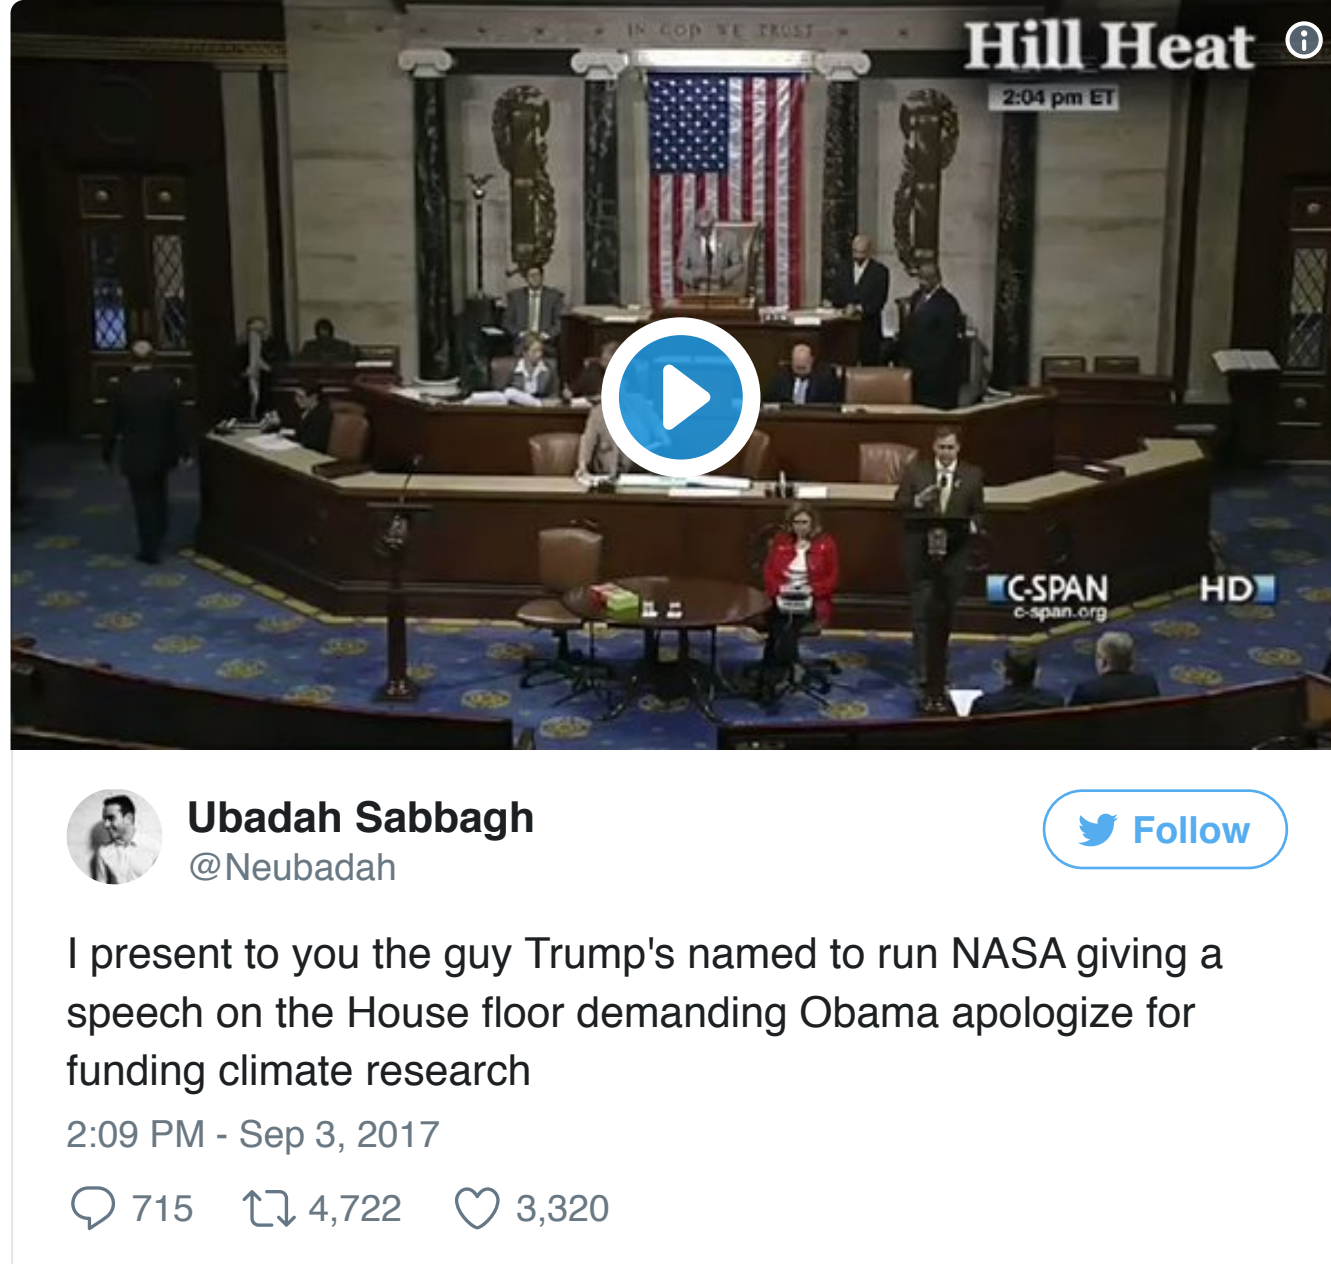 IN GOD WE TRUST
Hill Heat
2:04 pm ET
C-SPAN
c-span.org
HD
Ubadah Sabbagh
@Neubadah
Follow
I present to you the guy Trump's named to run NASA giving a
speech on the House floor demanding Obama apologize for
funding climate research
2:09 PM - Sep 3, 2017
715
4,722
3,320